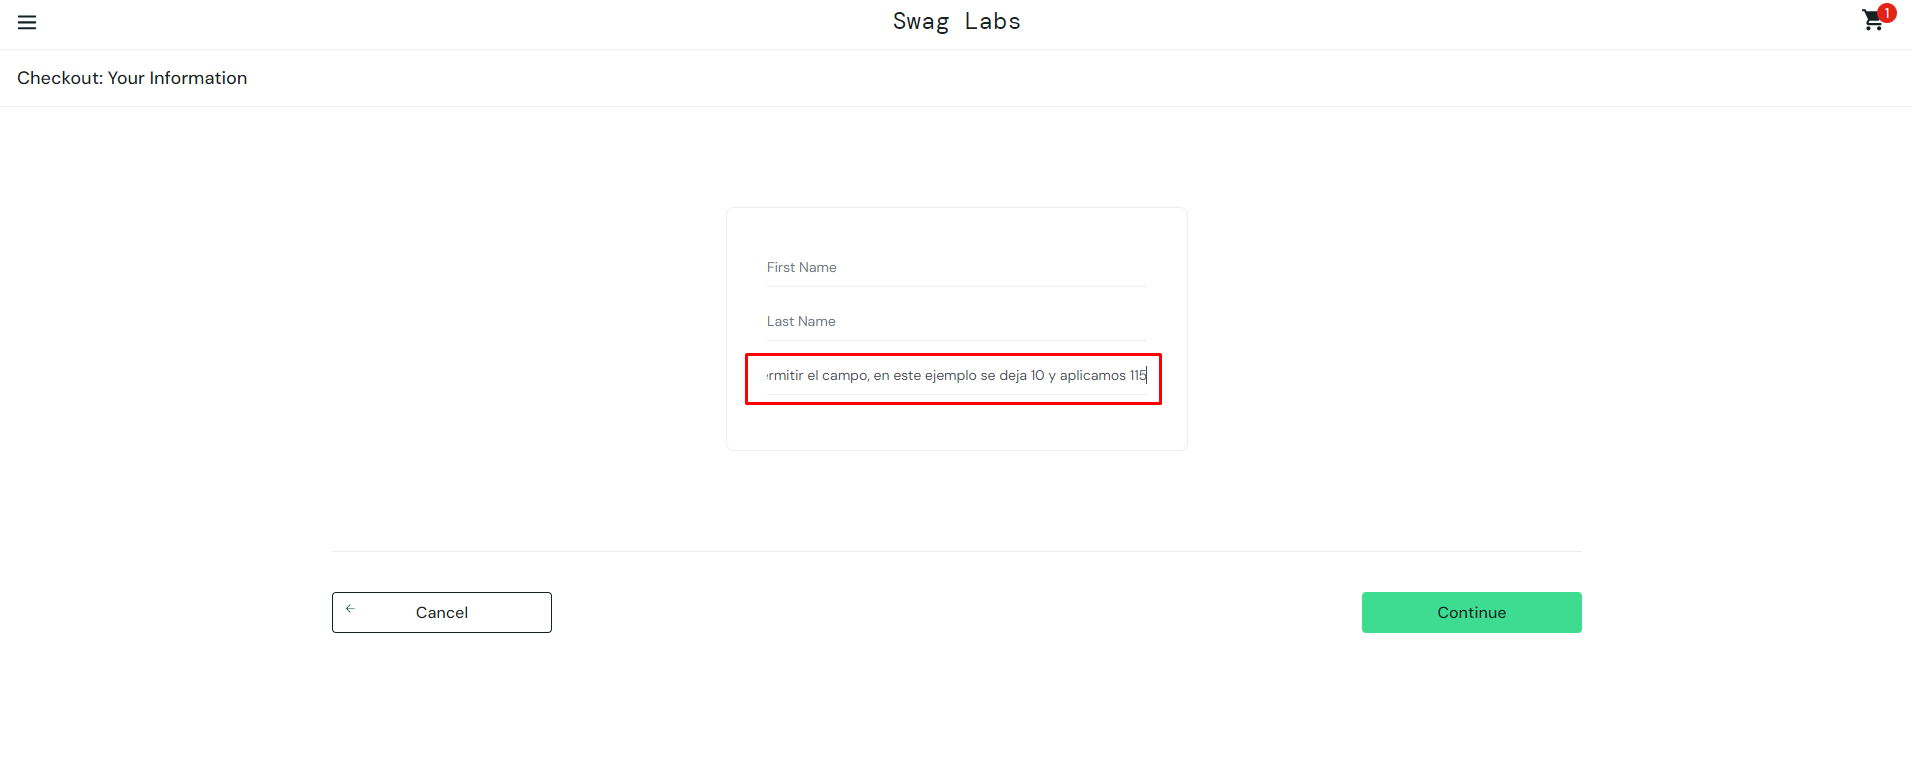 Swag Labs
1
Checkout: Your Information
First Name
Last Name
ermitir el campo, en este ejemplo se deja 10 y aplicamos 115
Cancel
Continue